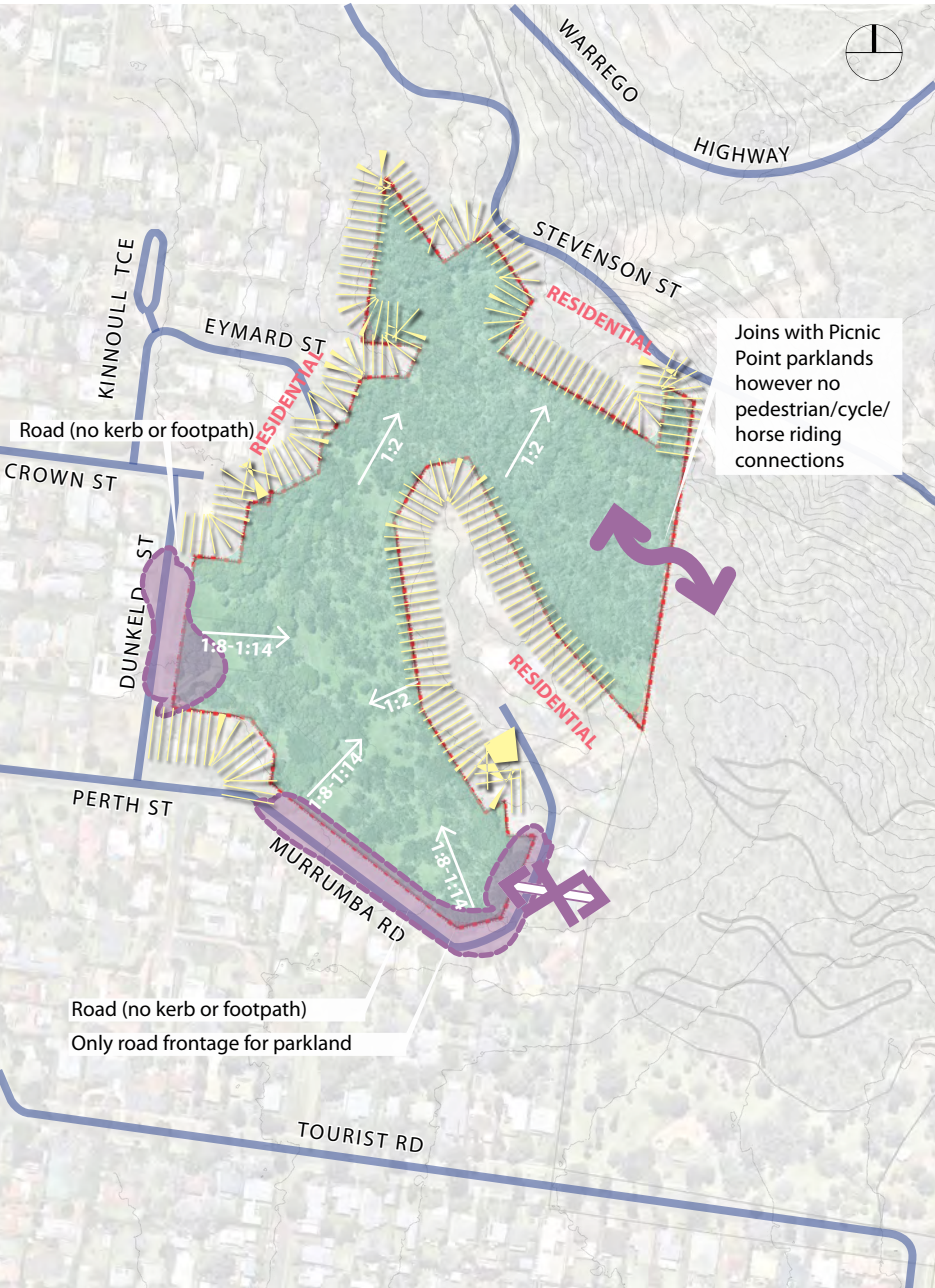 WARREGO
HIGHWAY
STEVENSON ST
RESIDENTIAL
KINNOULL TCE
EYMARD ST
RESIDENTIAL
Joins with Picnic
Point parklands
however no
pedestrian/cycle/
horse riding
connections
Road (no kerb or footpath)
CROWN ST
1:2
1:2
DUNKELD ST
1:8-1:14
1:2
RESIDENTIAL
1:8-1:14
PERTH ST
1:8-1:14
MURRUMBA RD
Road (no kerb or footpath)
Only road frontage for parkland
TOURIST RD